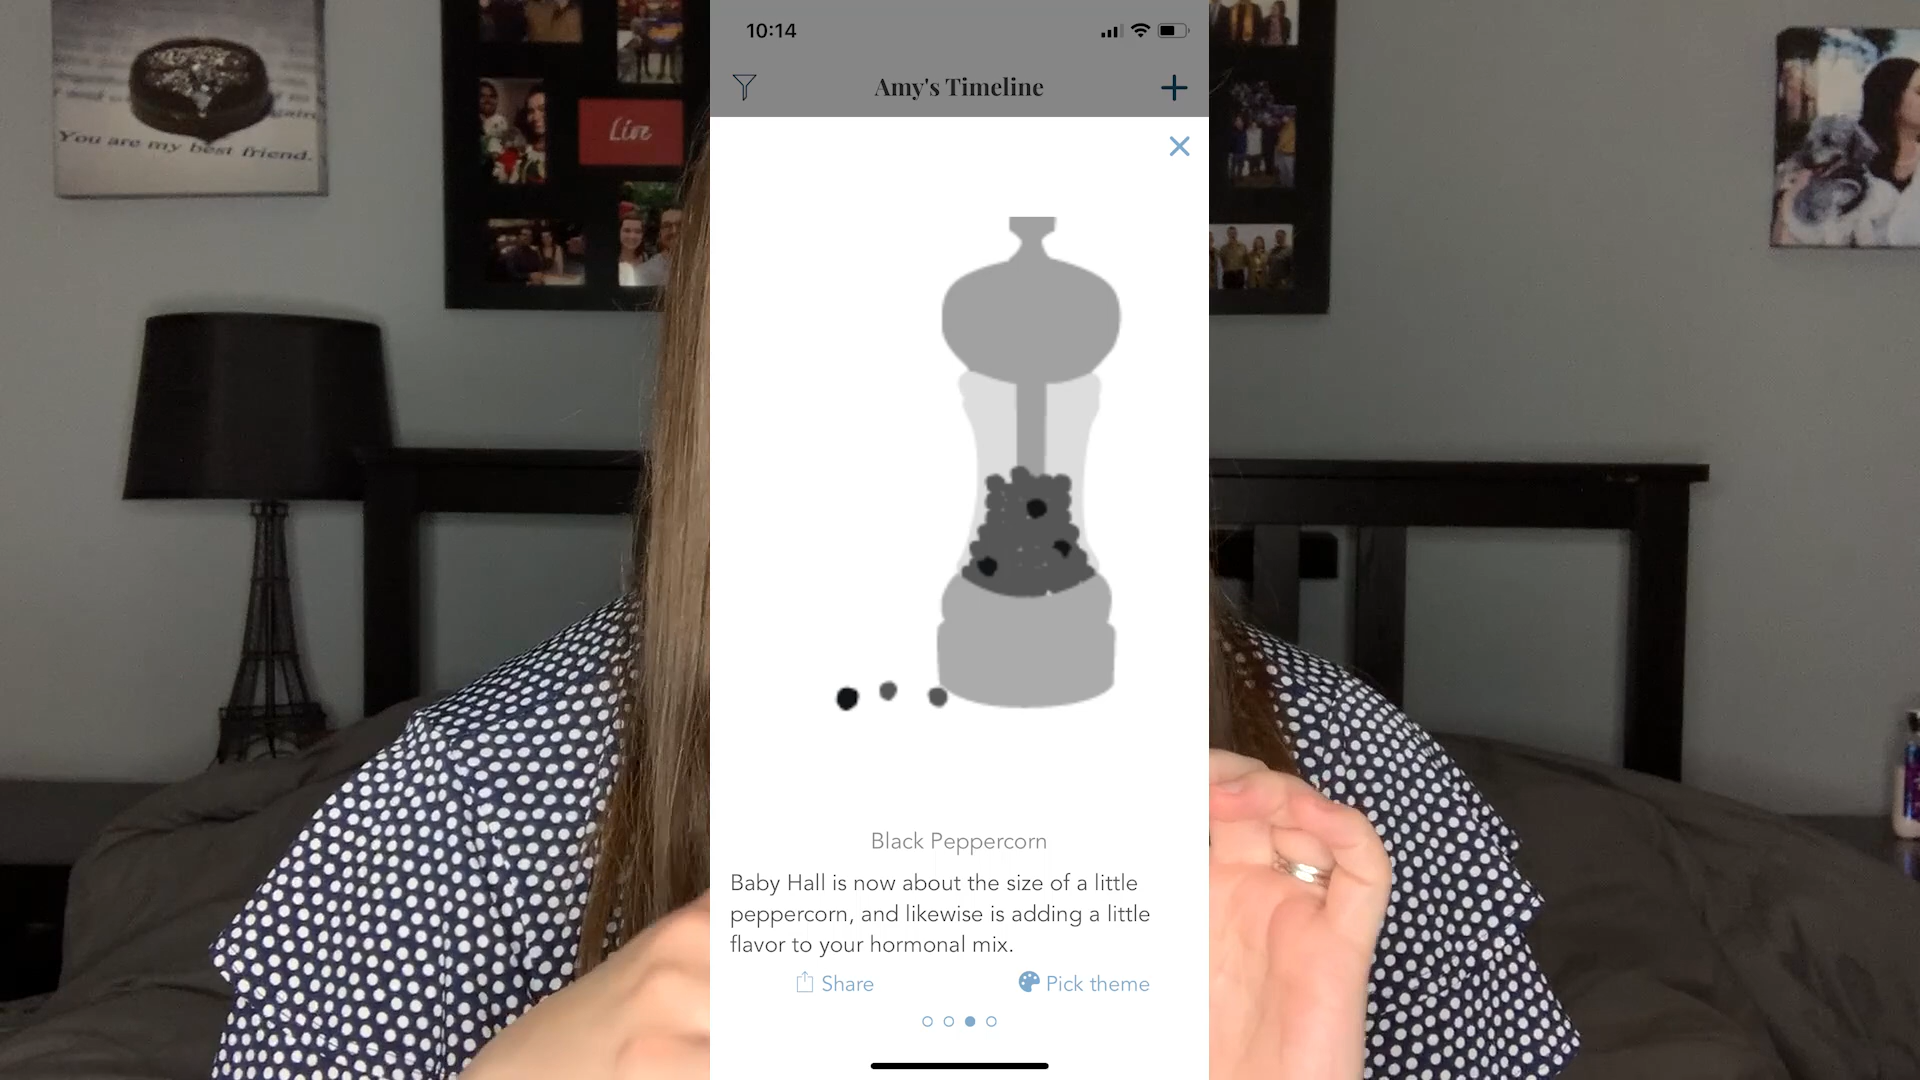 You are my best friend.
Live
10:14
Amy's Timeline
Black Peppercorn
Baby Hall is now about the size of a little
peppercorn, and likewise is adding a little
flavor to your hormonal mix.
Share
Pick theme